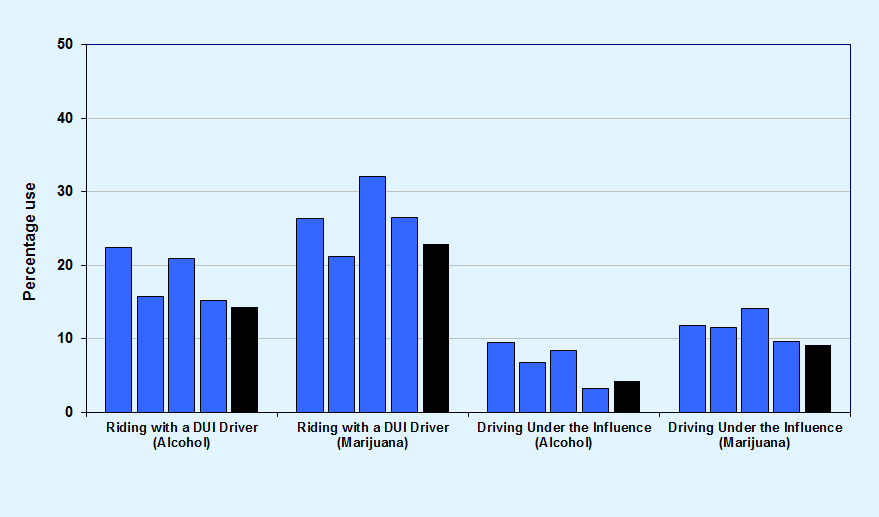 50
40
30
20
10
0
Percentage use
Riding with a DUI Driver
(Alcohol)
Riding with a DUI Driver
(Marijuana)
Driving Under the Influence
(Alcohol)
Driving Under the Influence
(Marijuana)